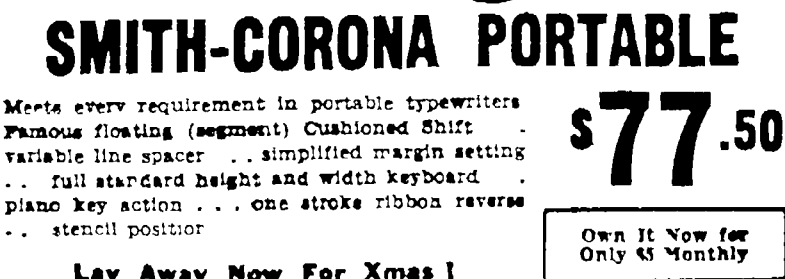 SMITH-CORONA PORTABLE
Meets every requirement in portable typewriters
Famous floating (segment) Cushioned Shift .
variable line spacer . . simplified margin setting
. . full standard height and width keyboard .
piano key action . . . one stroke ribbon reverse
. . stencil position
$77.50
Own It Now for
Only $5 Monthly
Lay Away Now For Xmas!